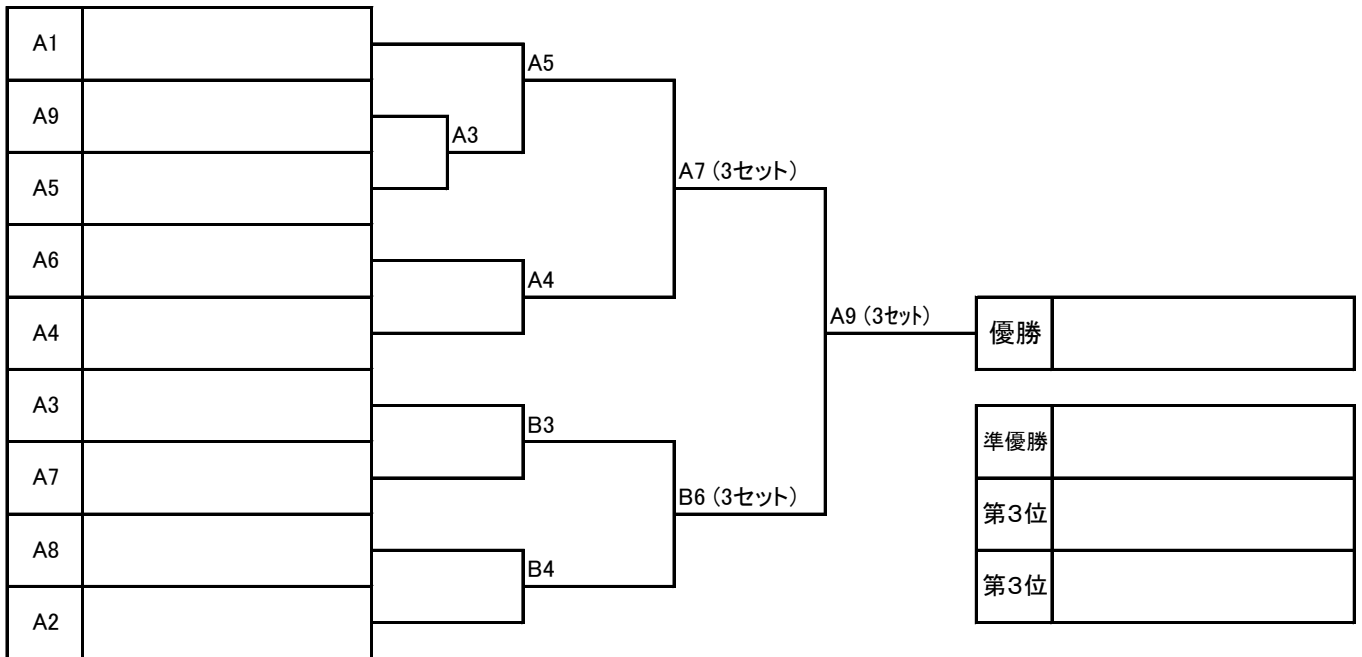 A1
A9
A5
A6
A4
A3
A7
A8
A2
A5
A3
A4
B3
B4
A7 (3セット)
B6 (3セット)
A9 (3セット)
優勝
準優勝
第3位
第3位